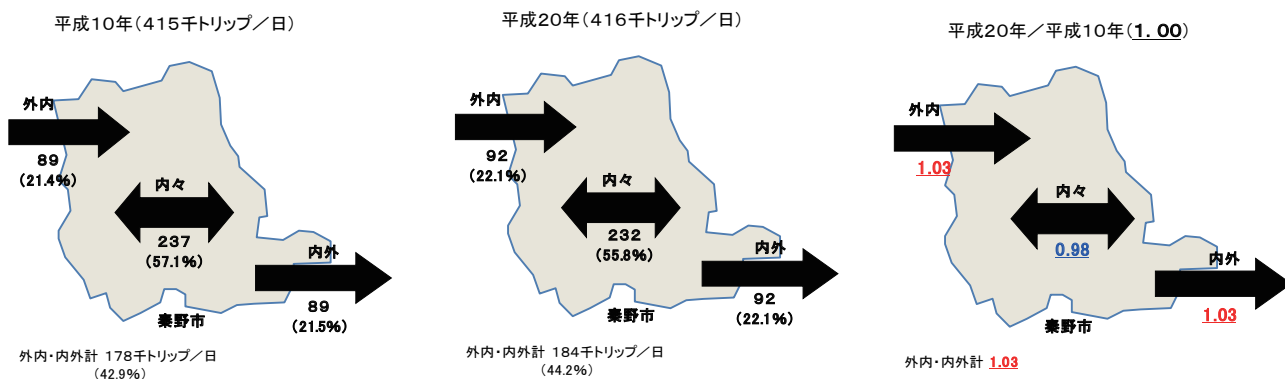 平成10年(415千トリップ/日)
外内
89
(21.4%)
内々
237
(57.1%)
内外
89
(21.5%)
秦野市
外内・内外計 178千トリップ/日
(42.9%)
平成20年(416千トリップ/日)
外内
92
(22.1%)
内々
232
(55.8%)
内外
92
(22.1%)
秦野市
外内・内外計 184千トリップ/日
(44.2%)
平成20年/平成10年(1.00)
外内
1.03
内々
0.98
内外
1.03
秦野市
外内・内外計 1.03